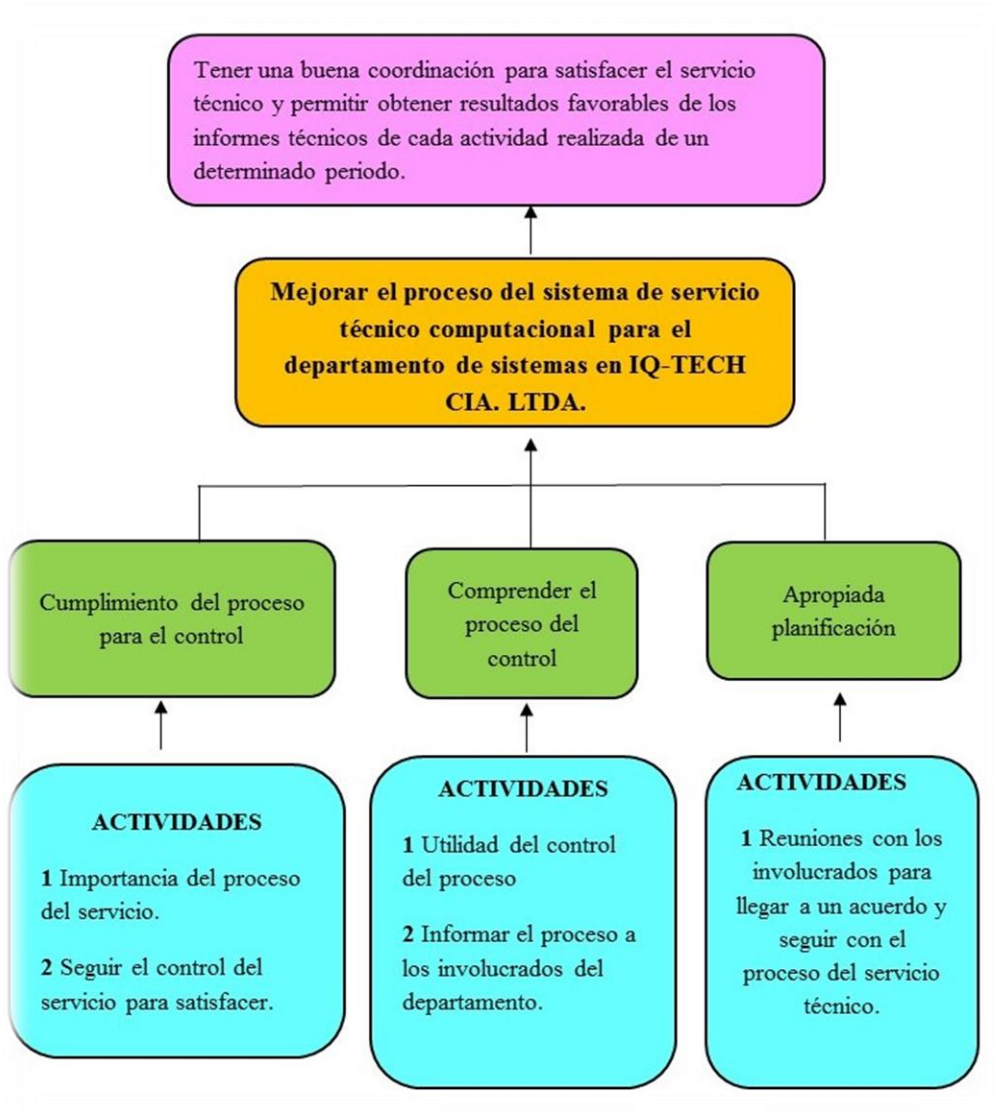 Tener una buena coordinación para satisfacer el servicio
técnico y permitir obtener resultados favorables de los
informes técnicos de cada actividad realizada de un
determinado periodo.
Mejorar el proceso del sistema de servicio
técnico computacional para el
departamento de sistemas en IQ-TECH
CIA. LTDA.
Cumplimiento del proceso
para el control
Comprender el
proceso del
control
Apropiada
planificación
ACTIVIDADES
1 Importancia del proceso
del servicio.
2 Seguir el control del
servicio para satisfacer.
ACTIVIDADES
1 Utilidad del control
del proceso
2 Informar el proceso a
los involucrados del
departamento.
ACTIVIDADES
1 Reuniones con los
involucrados para
llegar a un acuerdo y
seguir con el
proceso del servicio
técnico.